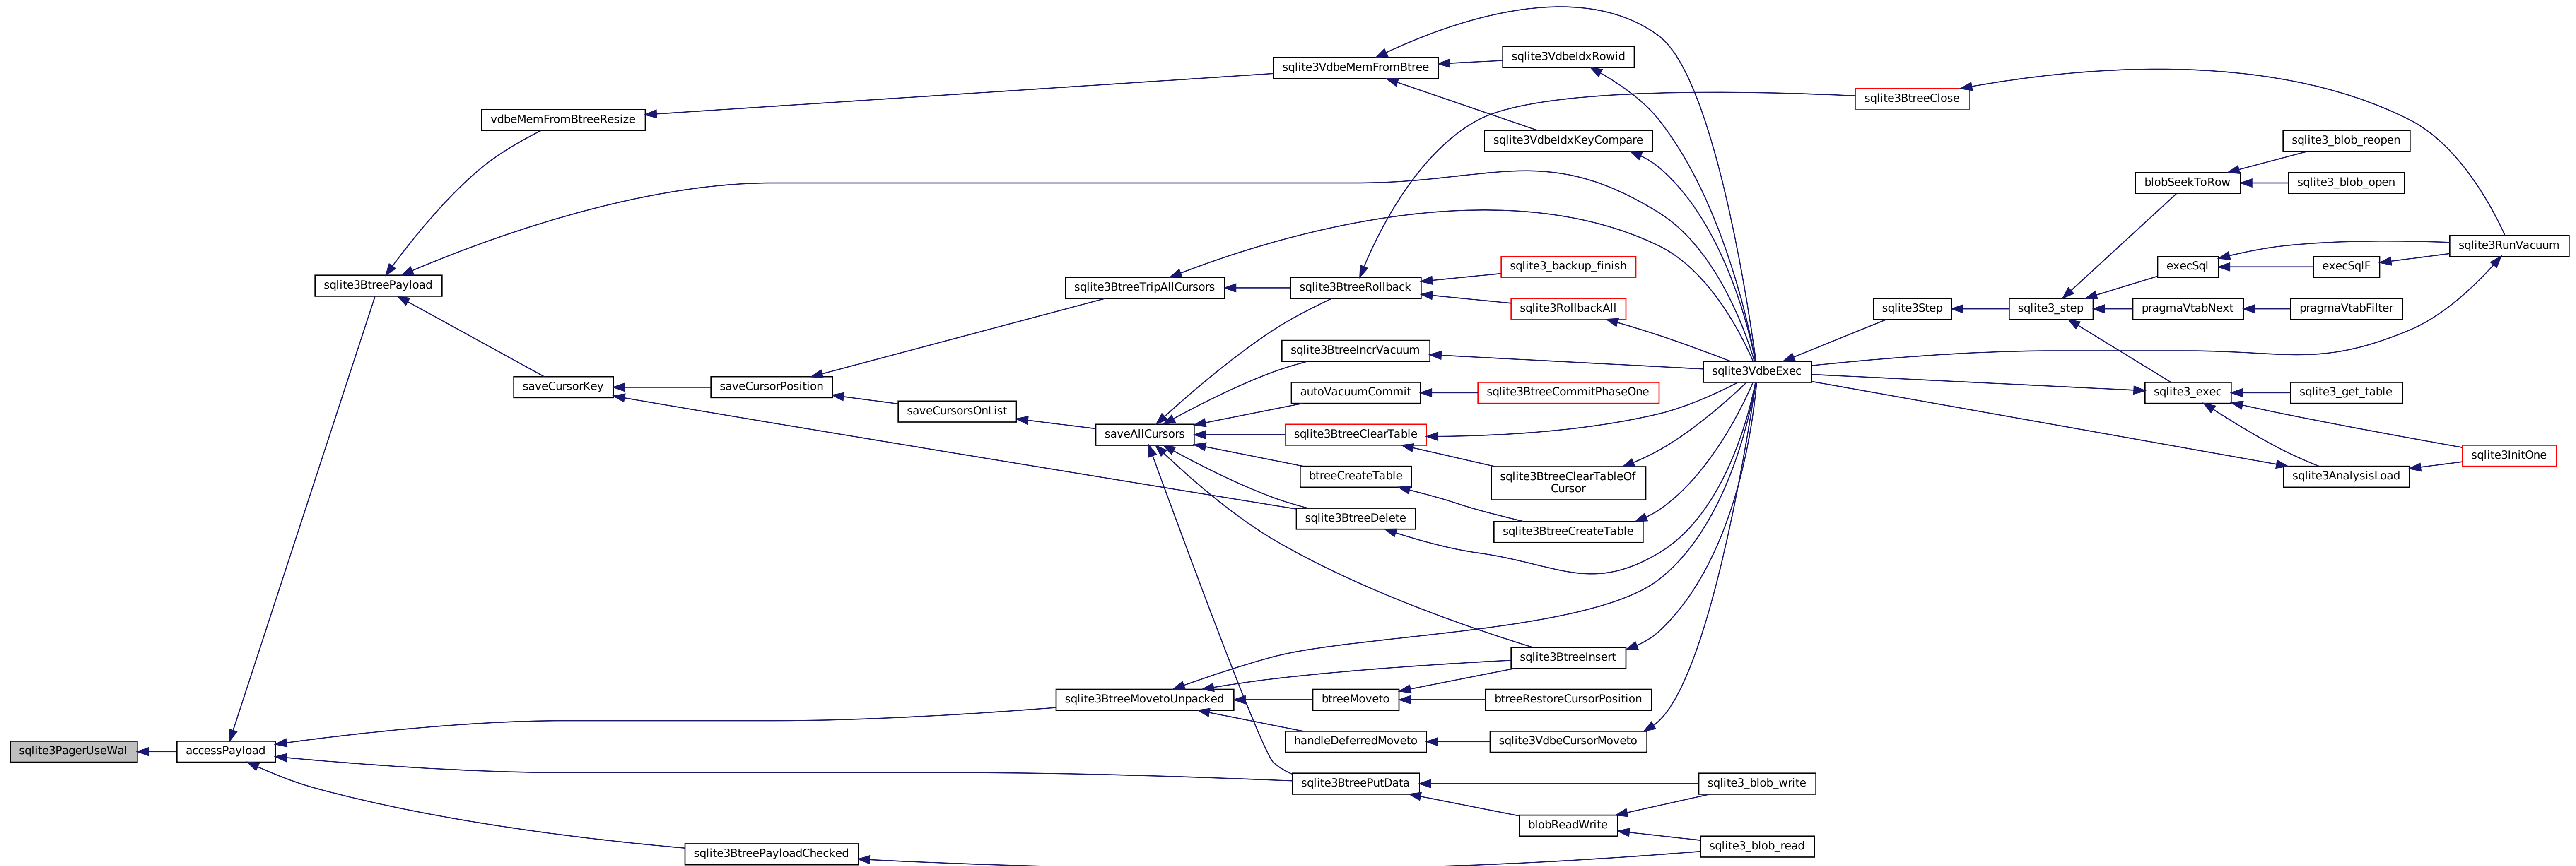 sqlite3VdbeIdxRowid
sqlite3VdbeMemFromBtree
sqlite3BtreeClose
vdbeMemFromBtreeResize
sqlite3VdbeIdxKeyCompare
sqlite3_blob_reopen
blobSeekToRow
sqlite3_blob_open
sqlite3RunVacuum
sqlite3_backup_finish
execSql
execSqlF
sqlite3BtreePayload
sqlite3BtreeTripAllCursors
sqlite3BtreeRollback
sqlite3RollbackAll
sqlite3Step
sqlite3_step
pragmaVtabNext
pragmaVtabFilter
sqlite3BtreeIncrVacuum
sqlite3VdbeExec
saveCursorKey
saveCursorPosition
autoVacuumCommit
sqlite3BtreeCommitPhaseOne
sqlite3_exec
sqlite3_get_table
saveCursorsOnList
saveAllCursors
sqlite3BtreeClearTable
sqlite3InitOne
btreeCreateTable
sqlite3BtreeClearTableOf
Cursor
sqlite3AnalysisLoad
sqlite3BtreeDelete
sqlite3BtreeCreateTable
sqlite3BtreeInsert
sqlite3BtreeMovetoUnpacked
btreeMoveto
btreeRestoreCursorPosition
sqlite3PagerUseWal
accessPayload
handleDeferredMoveto
sqlite3VdbeCursorMoveto
sqlite3BtreePutData
sqlite3_blob_write
blobReadWrite
sqlite3BtreePayloadChecked
sqlite3_blob_read